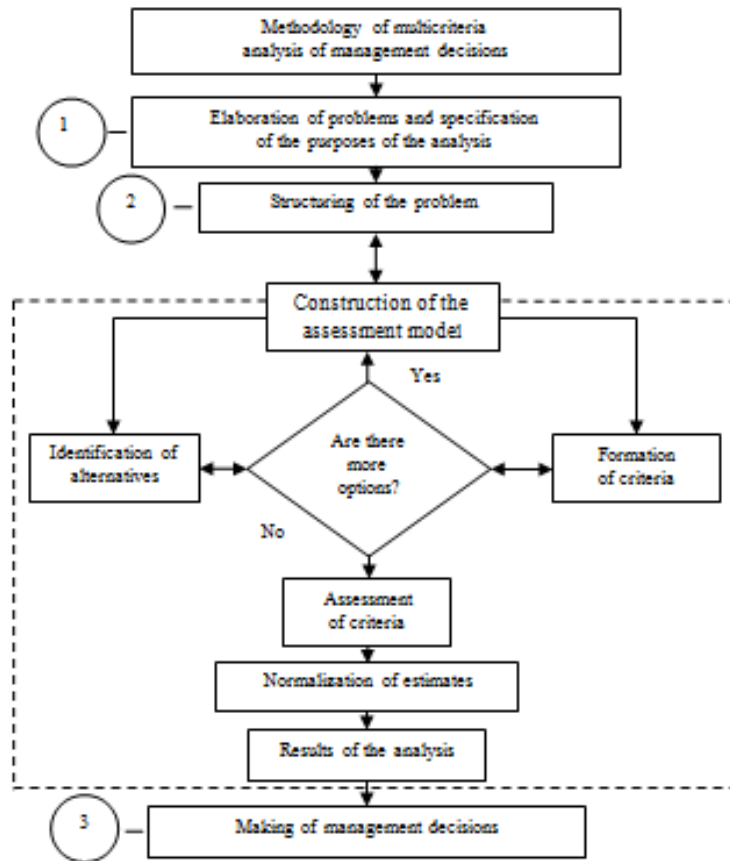 Methodology of multicriteria
analysis of management decisions
1
Elaboration of problems and specification
of the purposes of the analysis
2
Structuring of the problem
Construction of the
assessment model
Yes
Identification of
alternatives
Are there
more
options?
Formation
of criteria
No
Assessment
of criteria
Normalization of estimates
Results of the analysis
3
Making of management decisions